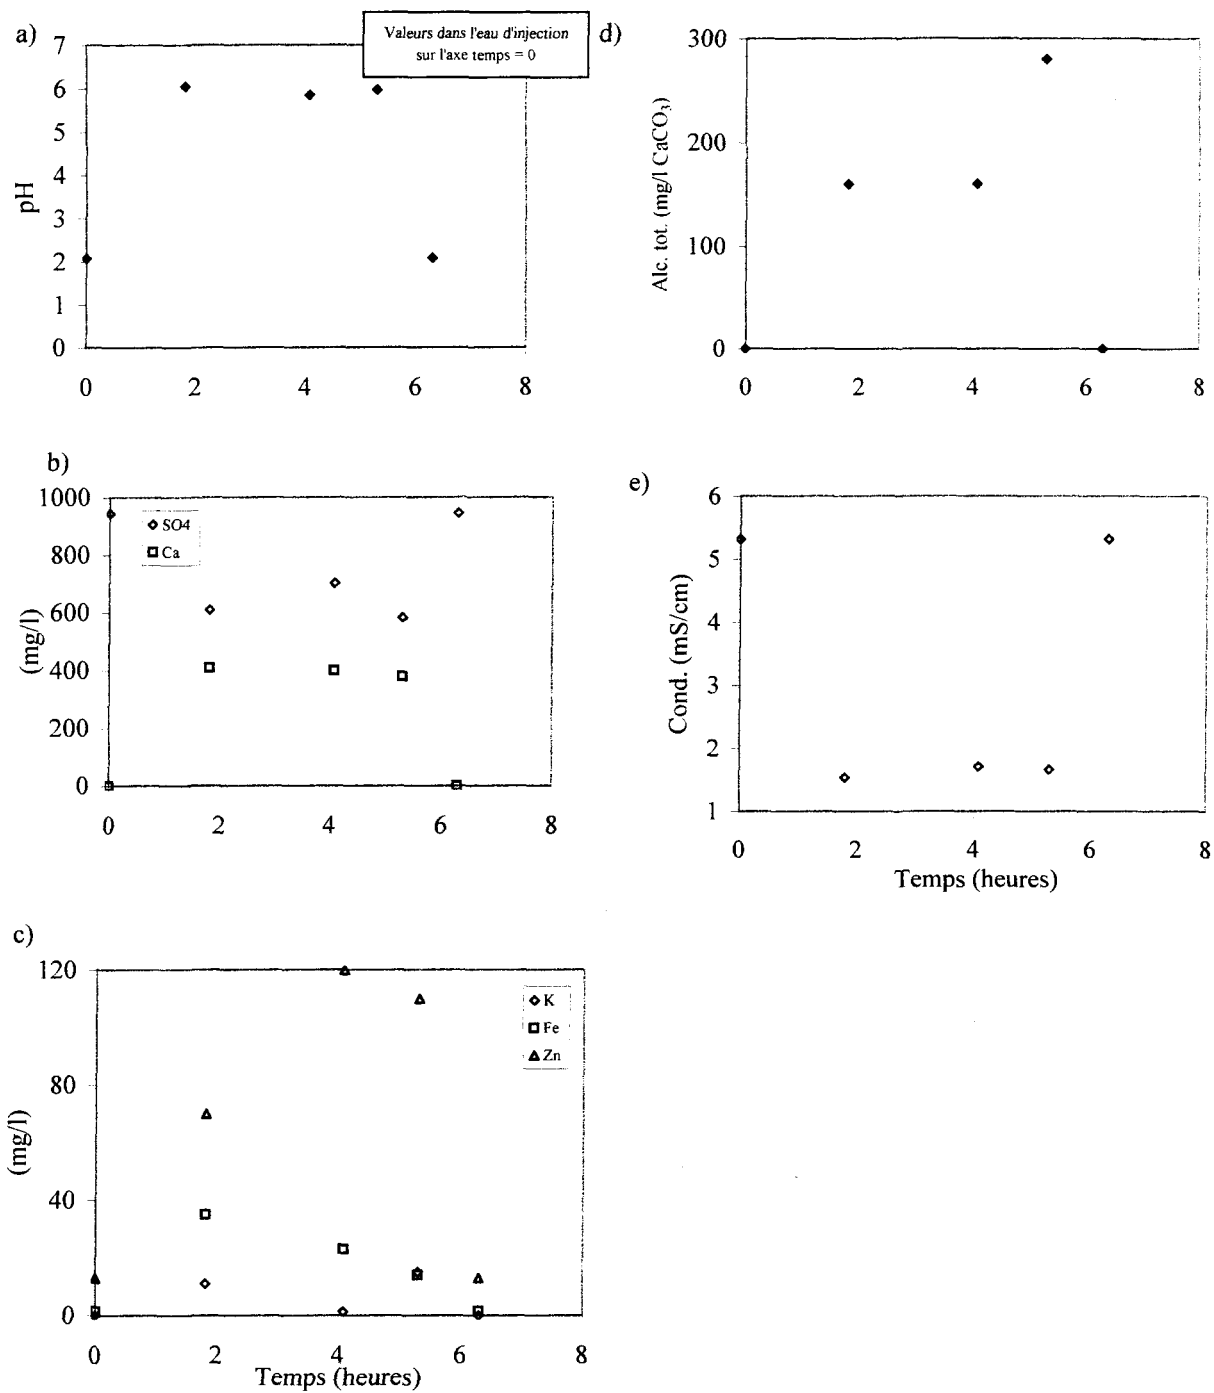 a)
Valeurs dans l'eau d'injection
sur l'axe temps = 0
7
6
5
4
3
2
1
0
pH
0 2 4 6 8
d)
300
200
100
0
Alc. tot. (mg/l CaCO3)
0 2 4 6 8
b)
1000
800
600
400
200
0
(mg/l)
SO4
Ca
0 2 4 6 8
e)
6
5
4
3
2
1
Cond. (mS/cm)
0 2 4 6 8
Temps (heures)
c)
120
80
40
0
(mg/l)
K
Fe
Zn
0 2 4 6 8
Temps (heures)